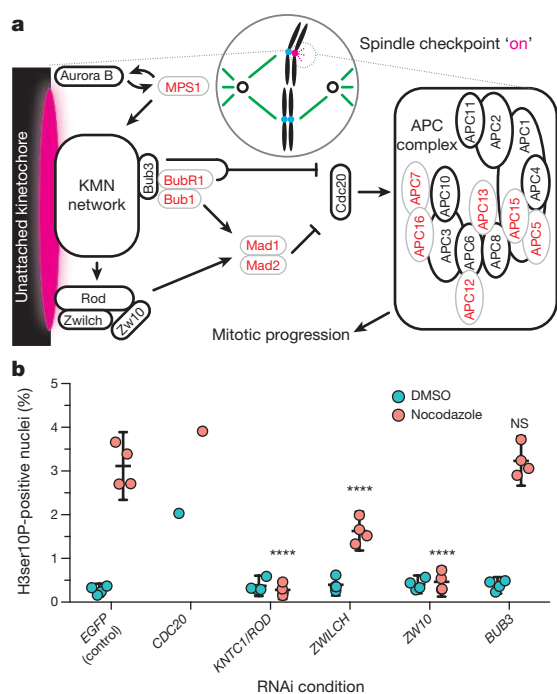 a
Spindle checkpoint 'on'
Aurora B
MPS1
Unattached kinetochore
KMN
network
Bub3
BubR1
Bub1
Mad1
Mad2
Cdc20
Rod
Zwilch
Zw10
APC
complex
APC11
APC2
APC1
APC7
APC10
APC13
APC4
APC16
APC3
APC6
APC8
APC15
APC5
APC12
Mitotic progression
b
DMSO
Nocodazole
H3ser10P-positive nuclei (%)
5
4
3
2
1
0
****
****
****
NS
EGFP
(control)
CDC20
KNTC1/ROD
ZWILCH
ZW10
BUB3
RNAi condition